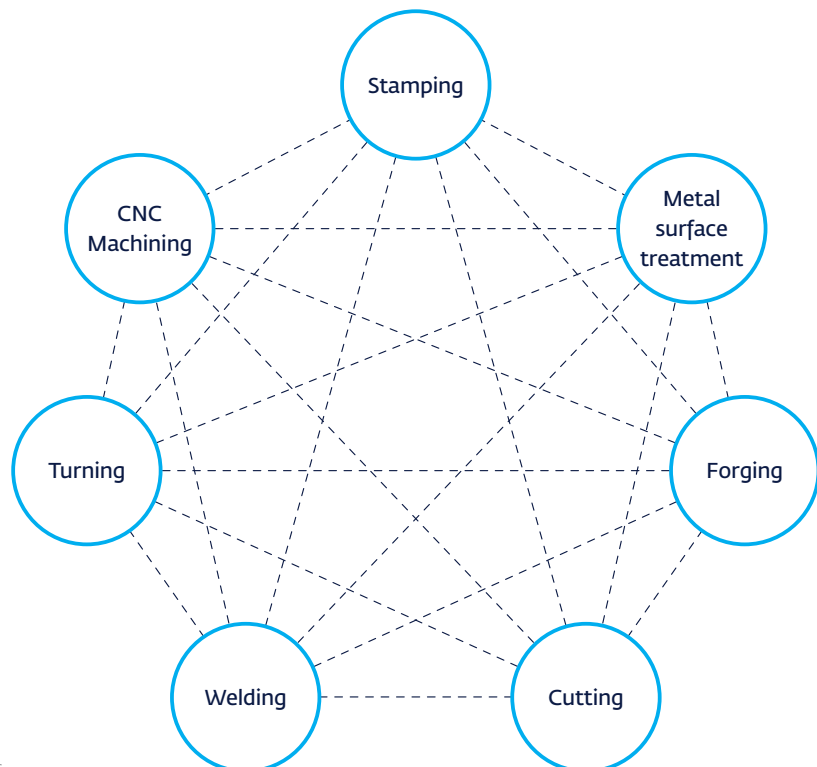 Stamping
CNC
Machining
Metal
surface
treatment
Turning
Forging
Welding
Cutting